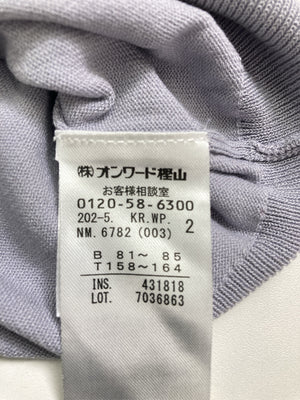 ㈱オンワード樫山
お客様相談室
0120-58-6300
202-5. KR.WP. 2
NM. 6782 (003)
B 81~ 85
T 158~164
INS. 431818
LOT. 7036863